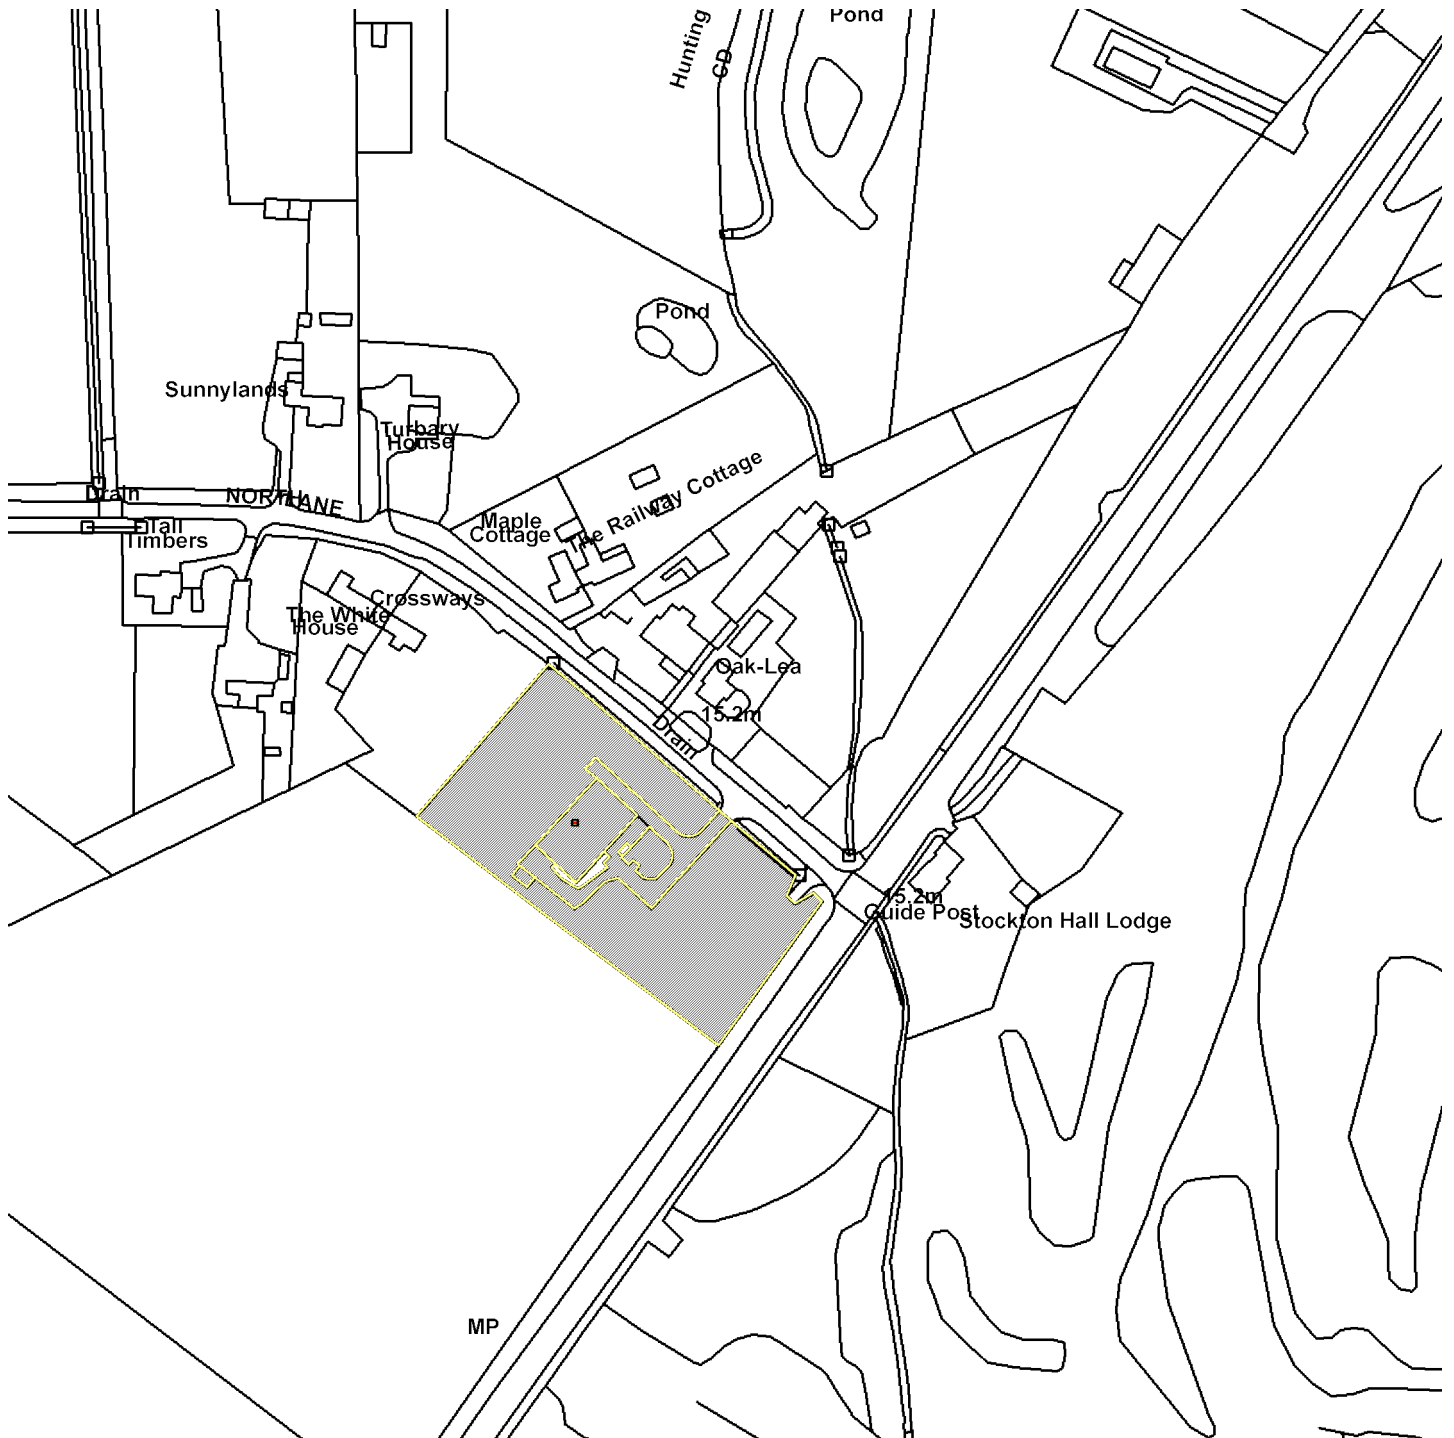 Pond
Hunting
CD
Pond
Sunnylands
Turbary
House
The Railway Cottage
Drain
NORTH LANE
Maple
Cottage
Tall
Timbers
Crossways
The White
House
Oak-Lea
15.2m
Drain
15.2m
Guide Post
Stockton Hall Lodge
MP